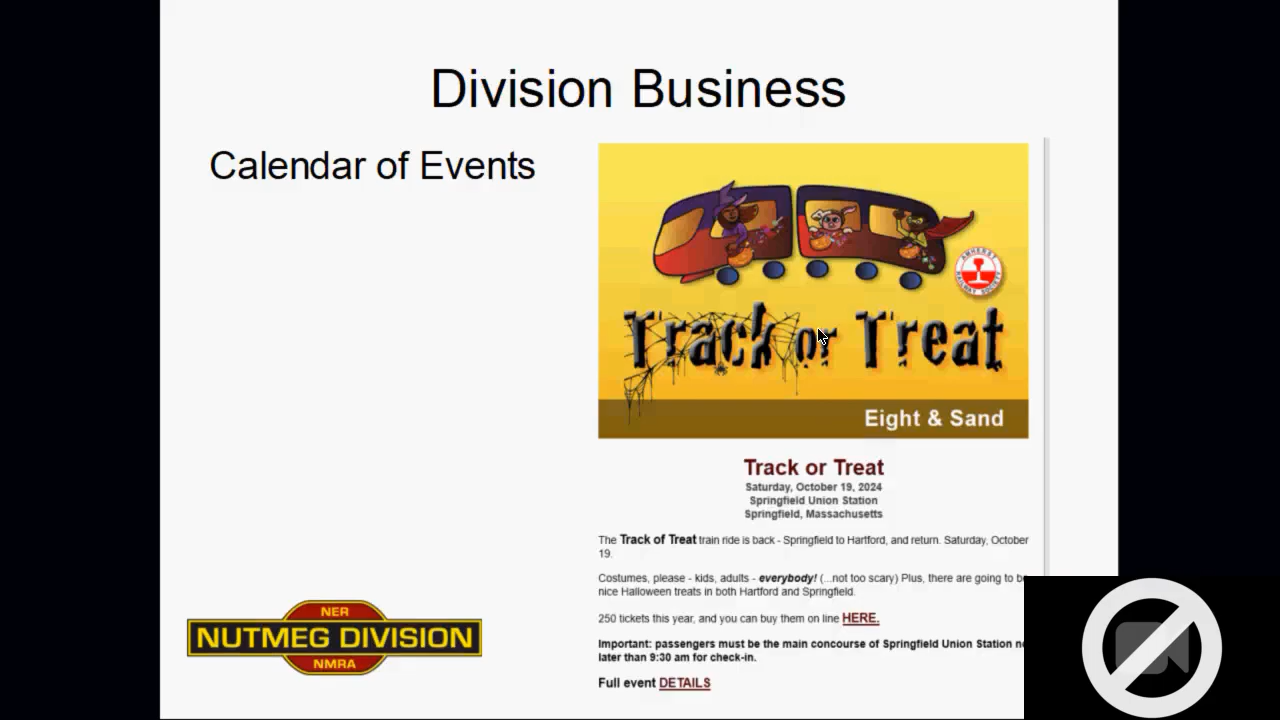 Division Business
Calendar of Events
AMHERST RAILWAY SOCIETY
Track or Treat
Eight & Sand
Track or Treat
Saturday, October 19, 2024
Springfield Union Station
Springfield, Massachusetts
The Track of Treat train ride is back - Springfield to Hartford, and return. Saturday, October
19.
Costumes, please - kids, adults - everybody! (...not too scary) Plus, there are going to be
nice Halloween treats in both Hartford and Springfield.
250 tickets this year, and you can buy them on line HERE.
Important: passengers must be the main concourse of Springfield Union Station no
later than 9:30 am for check-in.
Full event DETAILS
NER
NUTMEG DIVISION
NMRA